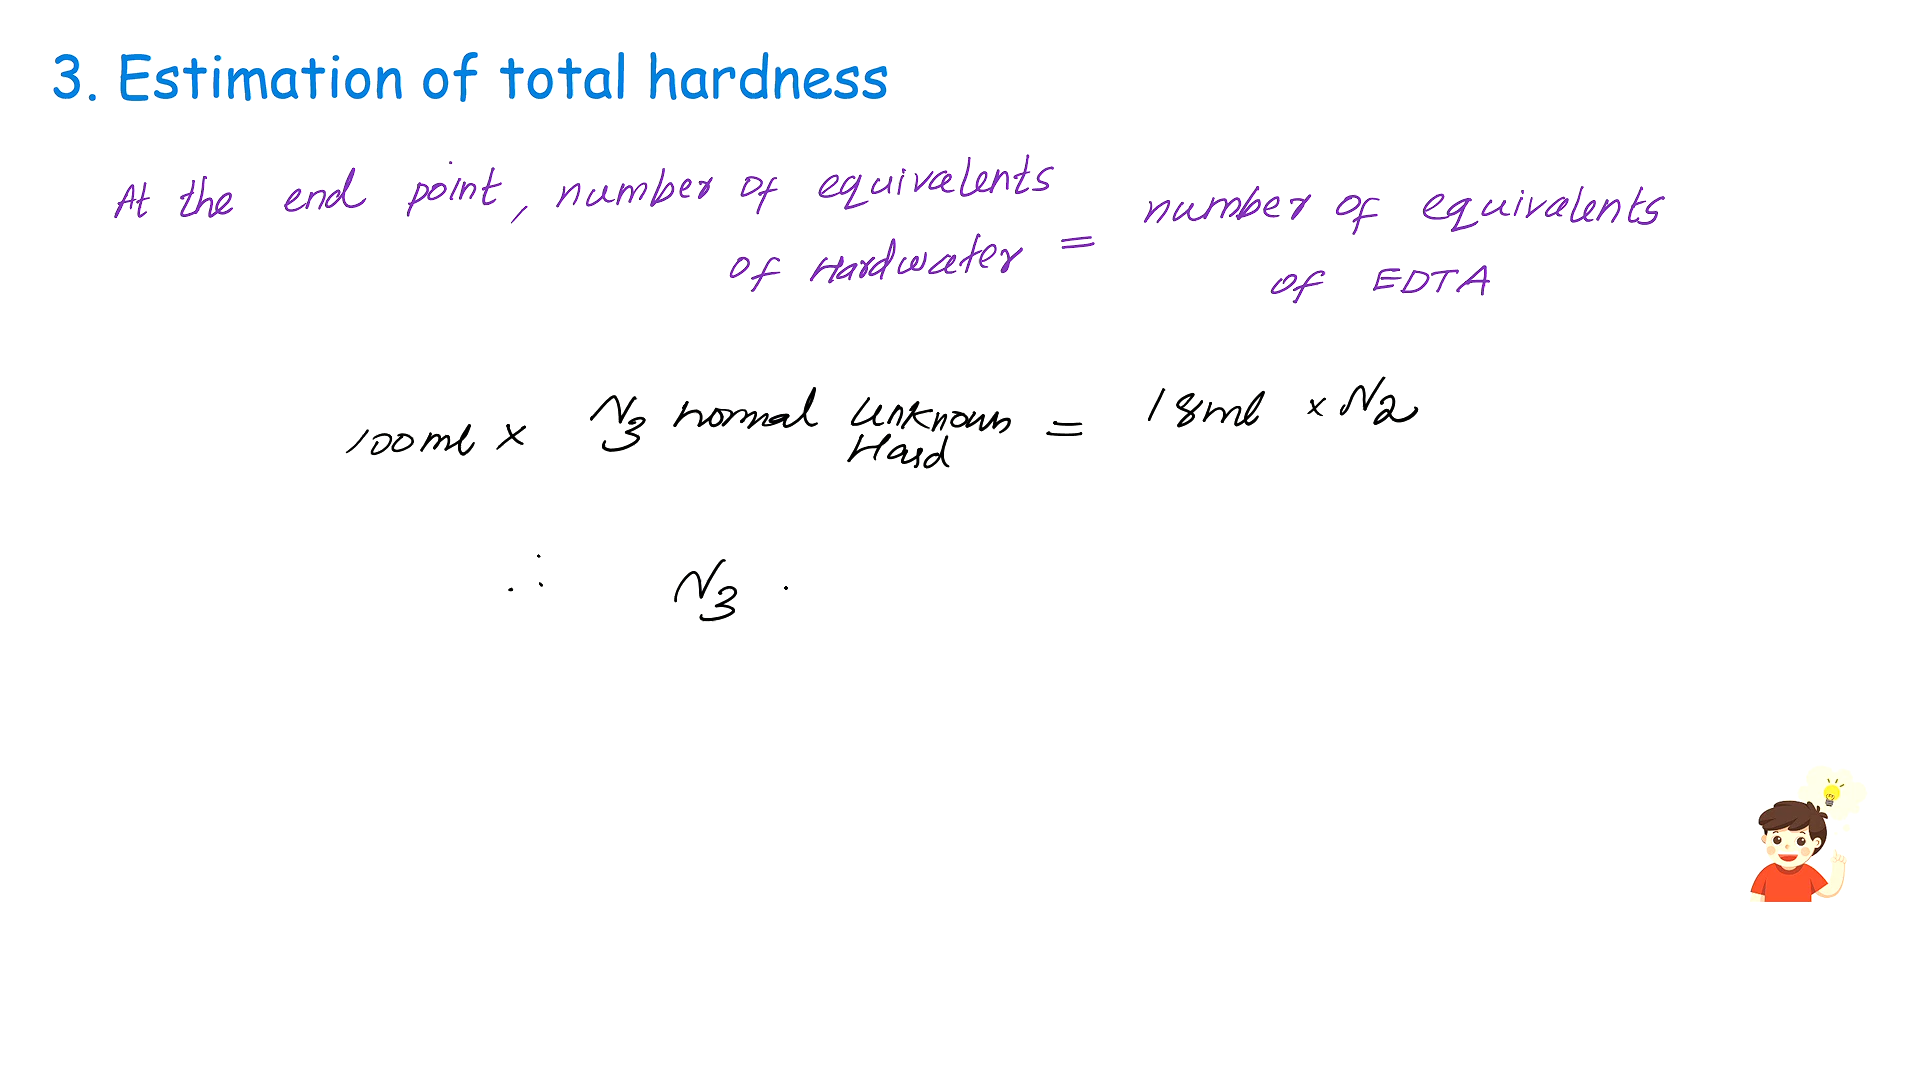 3. Estimation of total hardness
At the end point, number of equivalents of Hardwater = number of equivalents of EDTA
100ml × N3 normal unknown Hard = 18ml × N2
∴ N3